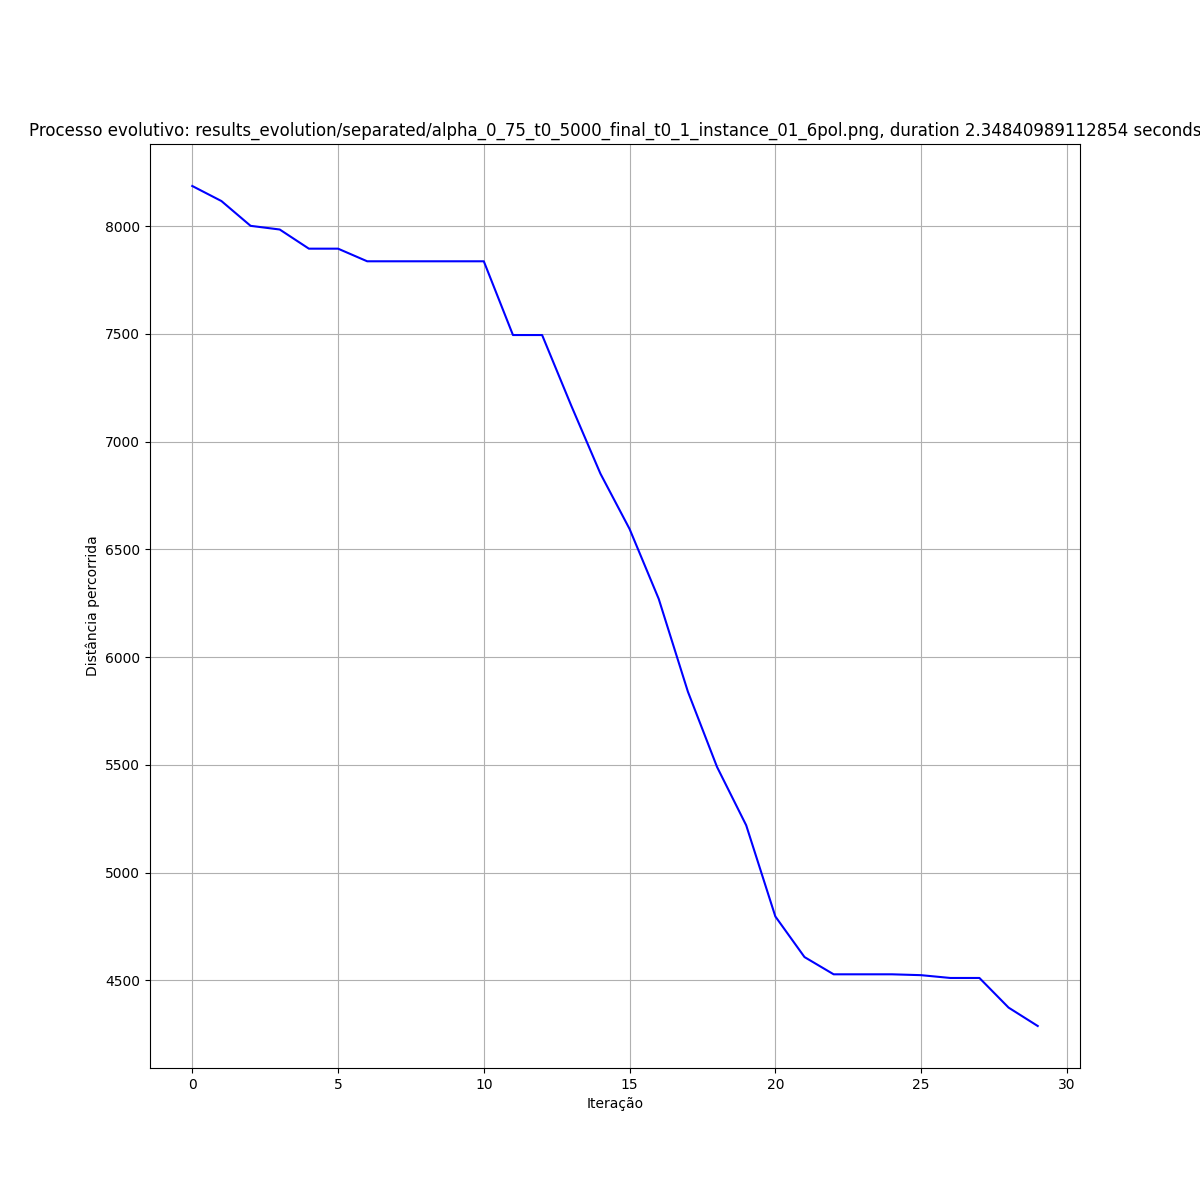 Processo evolutivo: results_evolution/separated/alpha_0_75_t0_5000_final_t0_1_instance_01_6pol.png, duration 2.34840989112854 seconds
8000
7500
7000
6500
6000
5500
5000
4500
Distância percorrida
0 5 10 15 20 25 30
Iteração